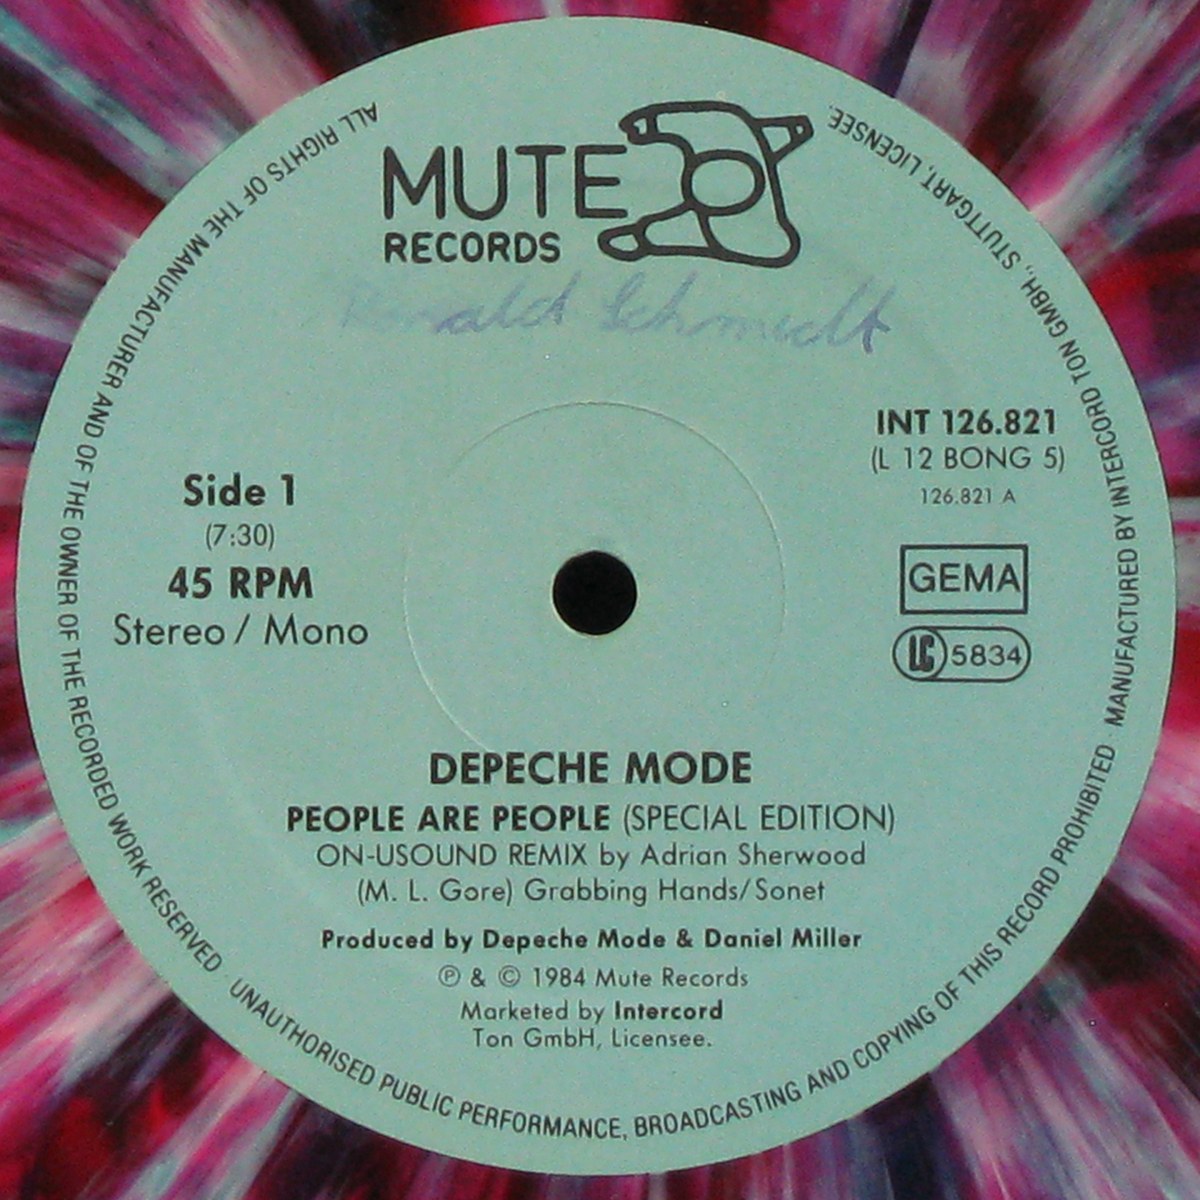 MUTE
RECORDS
Ronald Schmidt
INT 126.821
(L 12 BONG 5)
126.821 A
GEMA
LC 5834
Side 1
(7:30)
45 RPM
Stereo / Mono
DEPECHE MODE
PEOPLE ARE PEOPLE (SPECIAL EDITION)
ON-USOUND REMIX by Adrian Sherwood
(M. L. Gore) Grabbing Hands/Sonet
Produced by Depeche Mode & Daniel Miller
℗ & © 1984 Mute Records
Marketed by Intercord
Ton GmbH, Licensee.
ALL RIGHTS OF THE MANUFACTURER AND OF THE OWNER OF THE RECORDED WORK RESERVED · UNAUTHORISED PUBLIC PERFORMANCE, BROADCASTING AND COPYING OF THIS RECORD PROHIBITED · MANUFACTURED BY INTERCORD TON GMBH., STUTTGART, LICENSEE.